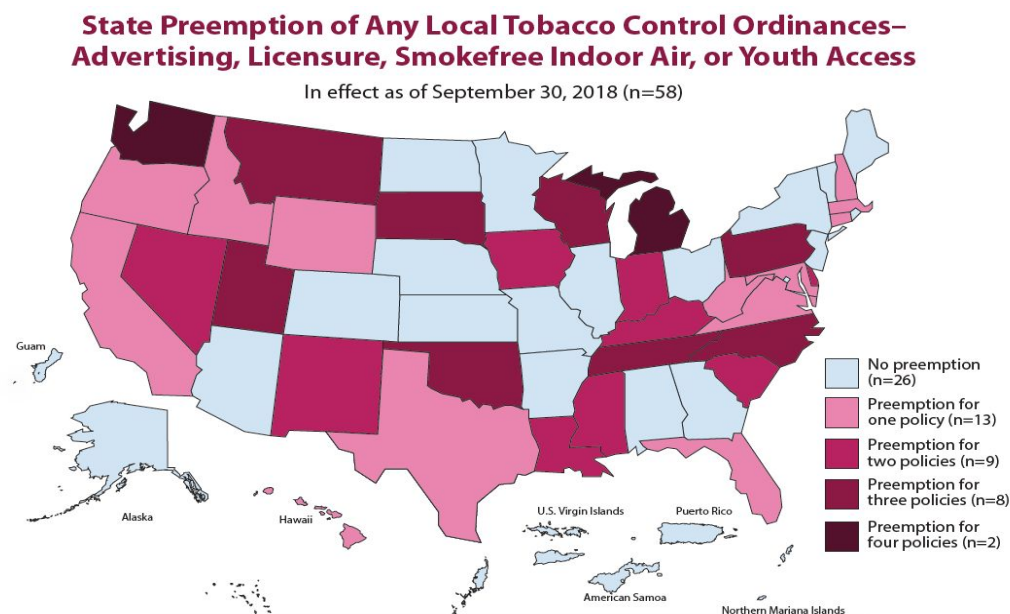 State Preemption of Any Local Tobacco Control Ordinances–
Advertising, Licensure, Smokefree Indoor Air, or Youth Access
In effect as of September 30, 2018 (n=58)
Guam
Alaska
Hawaii
U.S. Virgin Islands
Puerto Rico
American Samoa
Northern Mariana Islands
No preemption
(n=26)
Preemption for
one policy (n=13)
Preemption for
two policies (n=9)
Preemption for
three policies (n=8)
Preemption for
four policies (n=2)